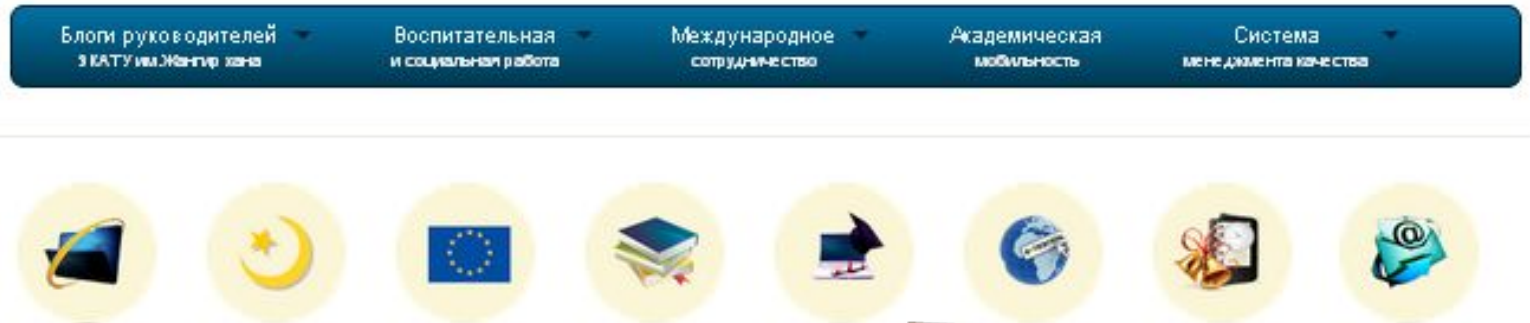 Блоги руководителей
ЗКАТУ им.Жангир хана
Воспитательная
и социальная работа
Международное
сотрудничество
Академическая
мобильность
Система
менеджмента качества
@